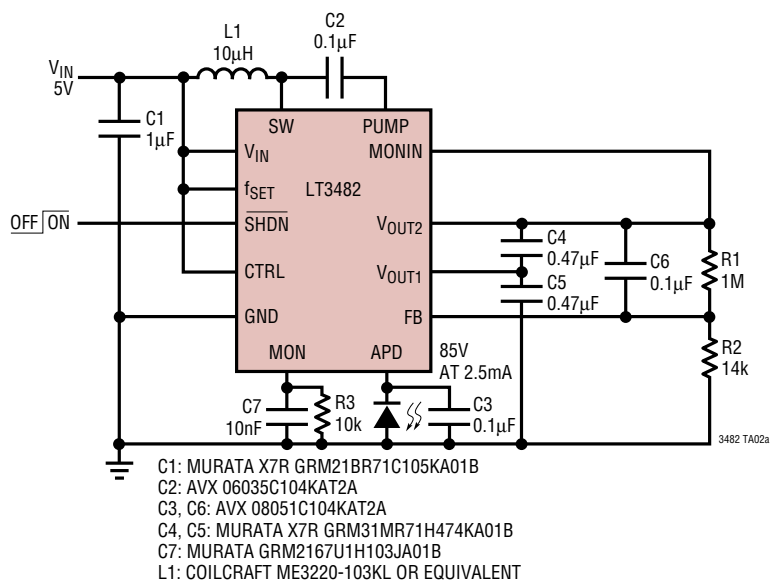 L1
10µH
C2
0.1µF
VIN
5V
C1
1µF
SW
PUMP
VIN
MONIN
fSET
LT3482
OFF ON
SHDN
VOUT2
CTRL
VOUT1
C4
0.47µF
C5
0.47µF
C6
0.1µF
R1
1M
GND
FB
MON
APD
85V
AT 2.5mA
R2
14k
C7
10nF
R3
10k
C3
0.1µF
3482 TA02a
C1: MURATA X7R GRM21BR71C105KA01B
C2: AVX 06035C104KAT2A
C3, C6: AVX 08051C104KAT2A
C4, C5: MURATA X7R GRM31MR71H474KA01B
C7: MURATA GRM2167U1H103JA01B
L1: COILCRAFT ME3220-103KL OR EQUIVALENT